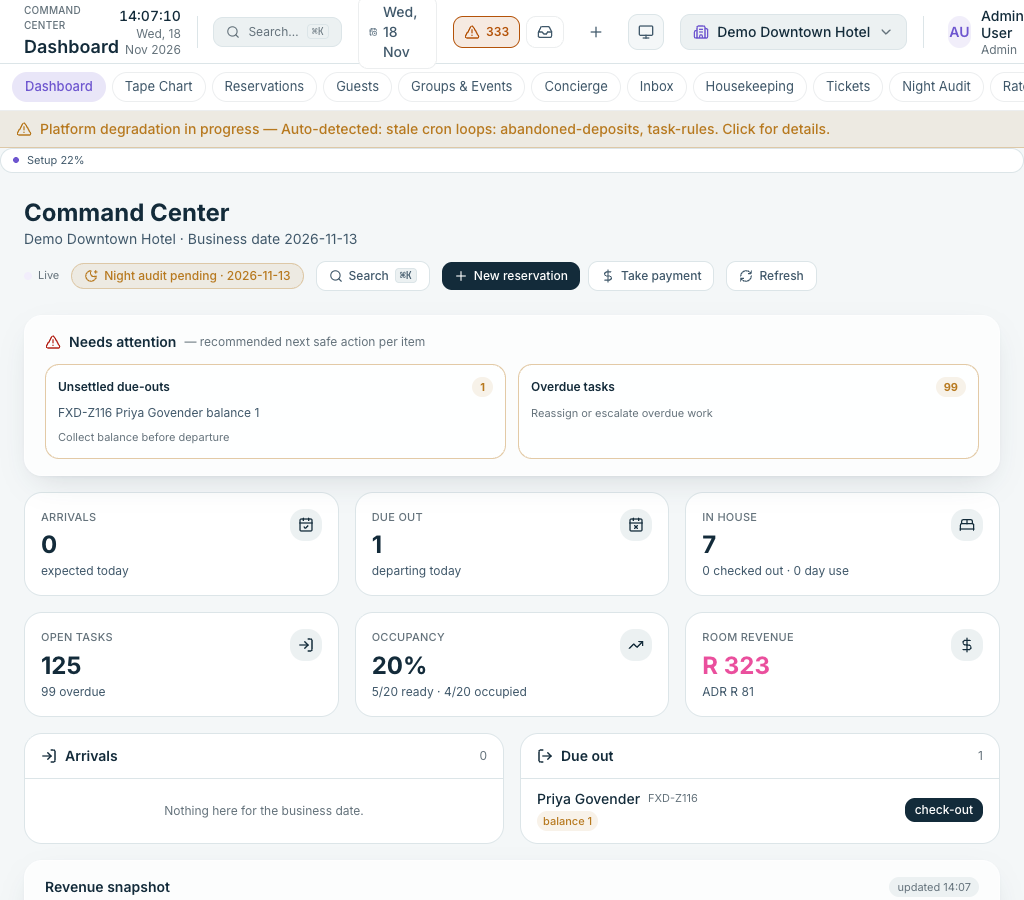 COMMAND CENTER
Dashboard
14:07:10
Wed, 18 Nov 2026
Search... ⌘K
Wed, 18 Nov
333
Demo Downtown Hotel
AU
Admin User
Admin
Dashboard
Tape Chart
Reservations
Guests
Groups & Events
Concierge
Inbox
Housekeeping
Tickets
Night Audit
Rat
Platform degradation in progress — Auto-detected: stale cron loops: abandoned-deposits, task-rules. Click for details.
Setup 22%
Command Center
Demo Downtown Hotel · Business date 2026-11-13
Live
Night audit pending · 2026-11-13
Search ⌘K
New reservation
Take payment
Refresh
Needs attention — recommended next safe action per item
Unsettled due-outs 1
FXD-Z116 Priya Govender balance 1
Collect balance before departure
Overdue tasks 99
Reassign or escalate overdue work
ARRIVALS
0
expected today
DUE OUT
1
departing today
IN HOUSE
7
0 checked out · 0 day use
OPEN TASKS
125
99 overdue
OCCUPANCY
20%
5/20 ready · 4/20 occupied
ROOM REVENUE
R 323
ADR R 81
Arrivals 0
Nothing here for the business date.
Due out 1
Priya Govender FXD-Z116
balance 1
check-out
Revenue snapshot
updated 14:07